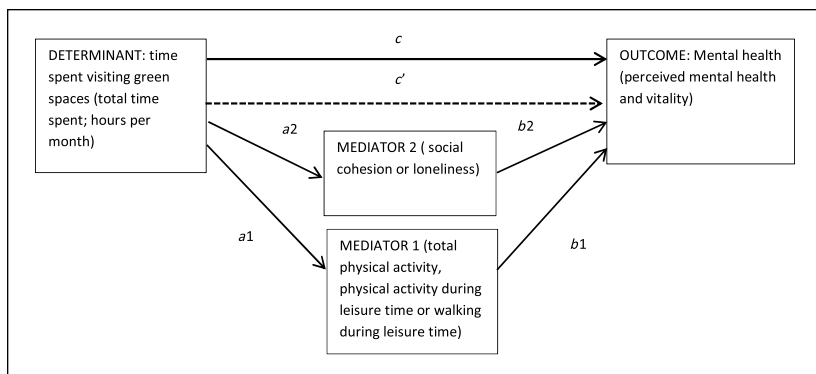 DETERMINANT: time
spent visiting green
spaces (total time
spent; hours per
month)
c
c'
OUTCOME: Mental health
(perceived mental health
and vitality)
a2
b2
MEDIATOR 2 ( social
cohesion or loneliness)
a1
b1
MEDIATOR 1 (total
physical activity,
physical activity during
leisure time or walking
during leisure time)